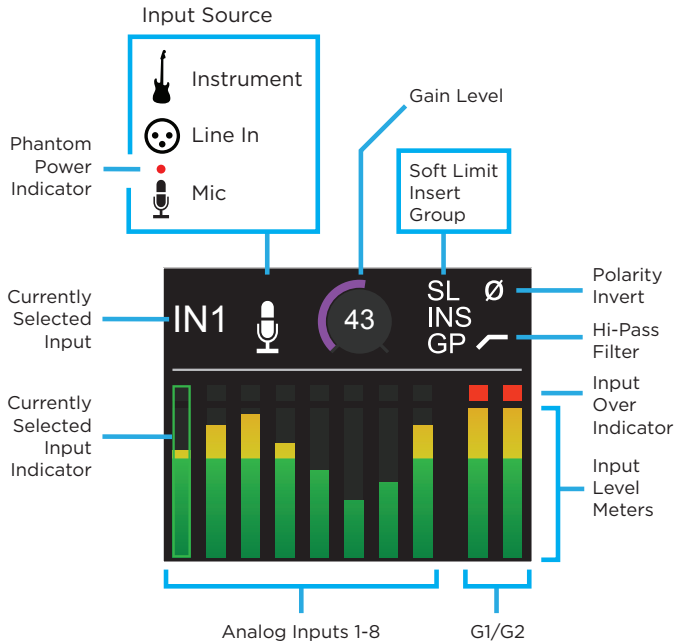 Input Source
Instrument
Line In
Mic
Phantom
Power
Indicator
Gain Level
Soft Limit
Insert
Group
Currently
Selected
Input
IN1
43
SL Ø
INS
GP
Polarity
Invert
Hi-Pass
Filter
Currently
Selected
Input
Indicator
Input
Over
Indicator
Input
Level
Meters
Analog Inputs 1-8
G1/G2